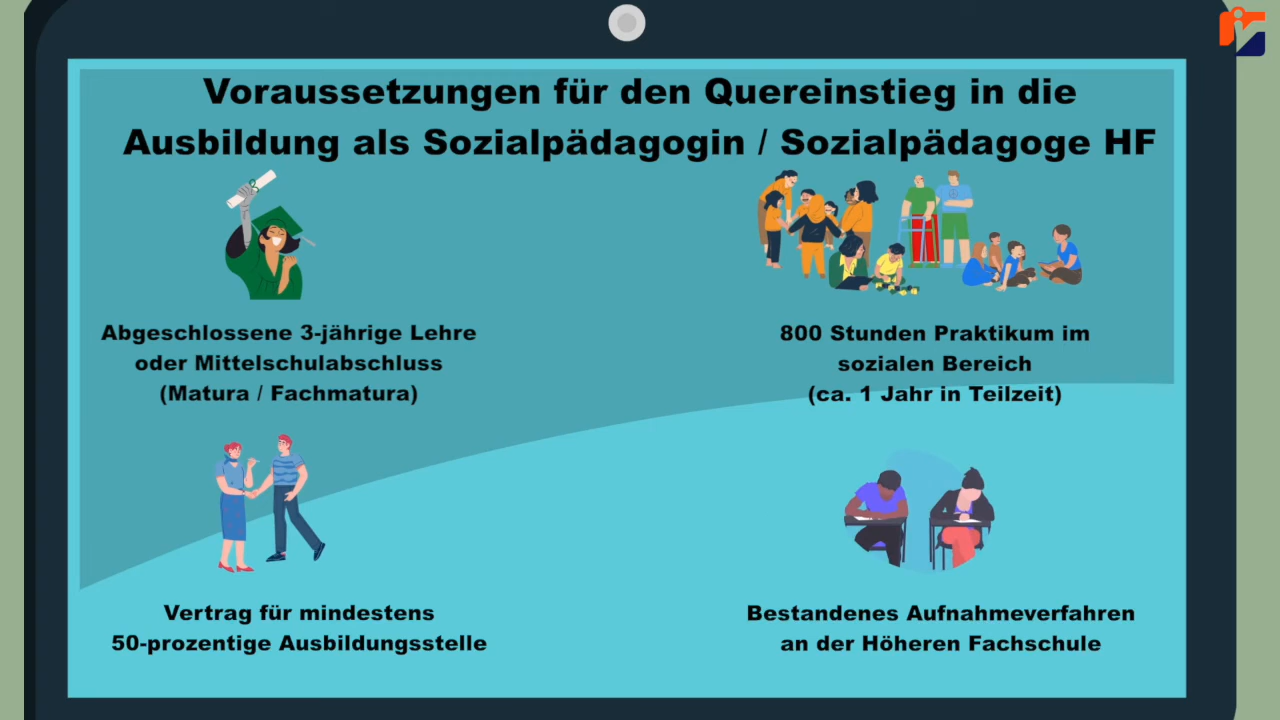 Voraussetzungen für den Quereinstieg in die
Ausbildung als Sozialpädagogin / Sozialpädagoge HF
Abgeschlossene 3-jährige Lehre
oder Mittelschulabschluss
(Matura / Fachmatura)
800 Stunden Praktikum im
sozialen Bereich
(ca. 1 Jahr in Teilzeit)
Vertrag für mindestens
50-prozentige Ausbildungsstelle
Bestandenes Aufnahmeverfahren
an der Höheren Fachschule